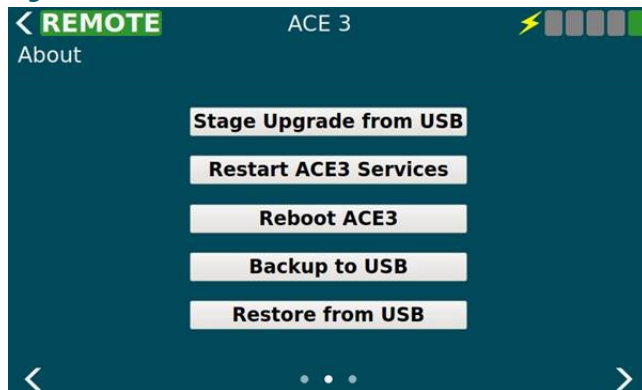 < REMOTE ACE 3
About
Stage Upgrade from USB
Restart ACE3 Services
Reboot ACE3
Backup to USB
Restore from USB
< >